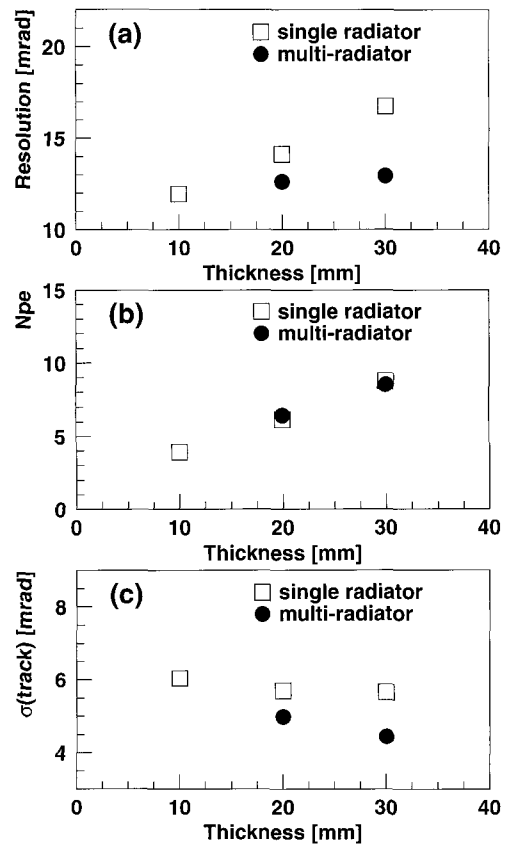 (a)
single radiator
multi-radiator
Resolution [mrad]
20
15
10
0
10
20
30
40
Thickness [mm]
(b)
single radiator
multi-radiator
Npe
15
10
5
0
0
10
20
30
40
Thickness [mm]
(c)
single radiator
multi-radiator
σ(track) [mrad]
8
6
4
0
10
20
30
40
Thickness [mm]